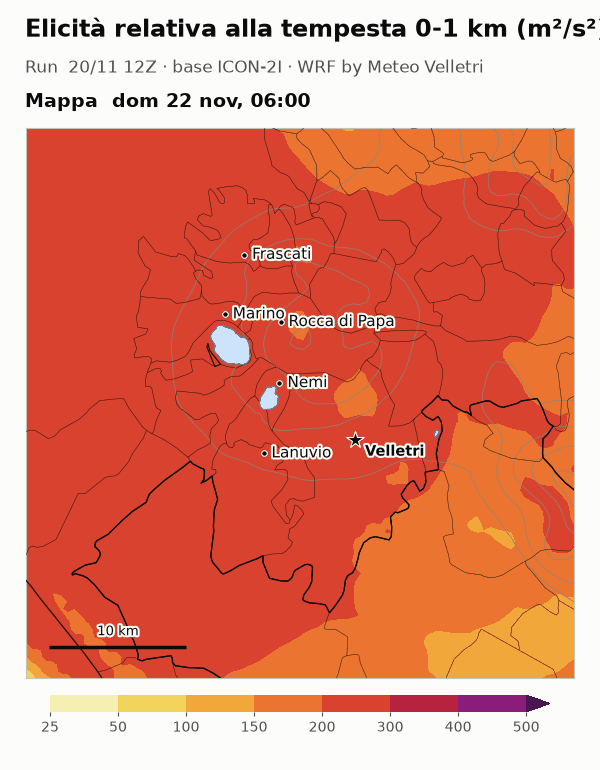 Elicità relativa alla tempesta 0-1 km (m²/s²)
Run 20/11 12Z · base ICON-2I · WRF by Meteo Velletri
Mappa dom 22 nov, 06:00
Frascati
Marino
Rocca di Papa
Nemi
Lanuvio
Velletri
10 km
25 50 100 150 200 300 400 500